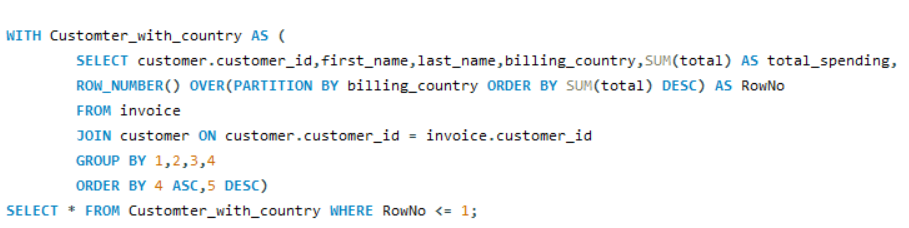 WITH Customter_with_country AS (
SELECT customer.customer_id,first_name,last_name,billing_country,SUM(total) AS total_spending,
ROW_NUMBER() OVER(PARTITION BY billing_country ORDER BY SUM(total) DESC) AS RowNo
FROM invoice
JOIN customer ON customer.customer_id = invoice.customer_id
GROUP BY 1,2,3,4
ORDER BY 4 ASC,5 DESC)
SELECT * FROM Customter_with_country WHERE RowNo <= 1;